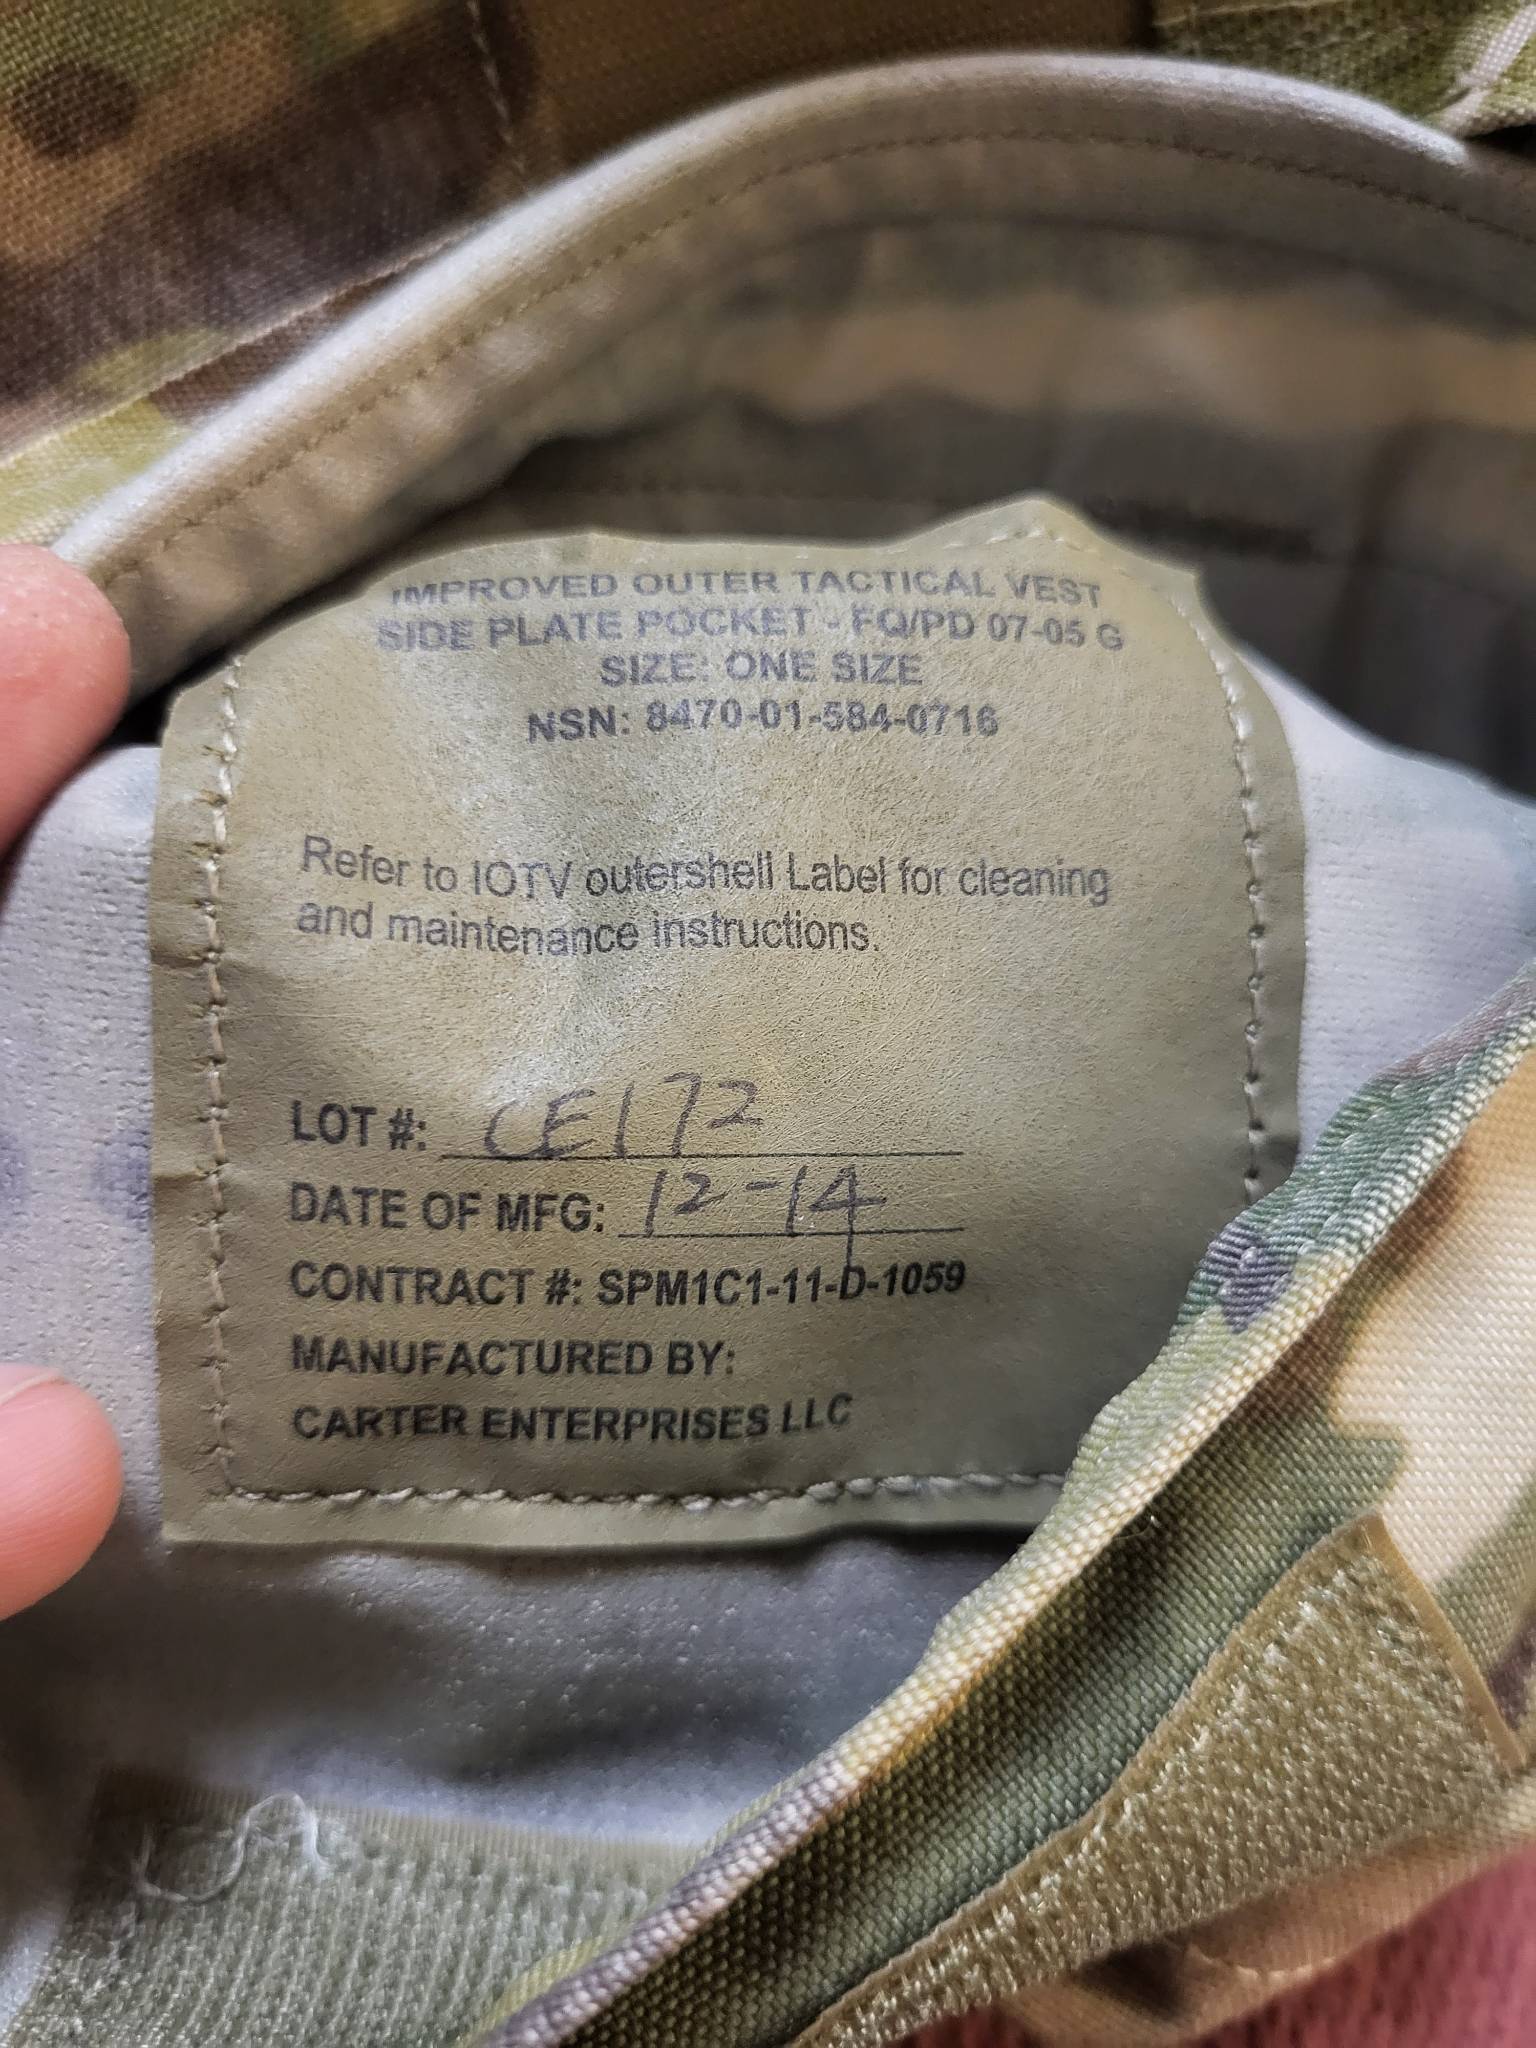 IMPROVED OUTER TACTICAL VEST
SIDE PLATE POCKET - FQ/PD 07-05 G
SIZE: ONE SIZE
NSN: 8470-01-584-0716
Refer to IOTV outershell Label for cleaning
and maintenance instructions.
LOT #: CE172
DATE OF MFG: 12-14
CONTRACT #: SPM1C1-11-D-1059
MANUFACTURED BY:
CARTER ENTERPRISES LLC